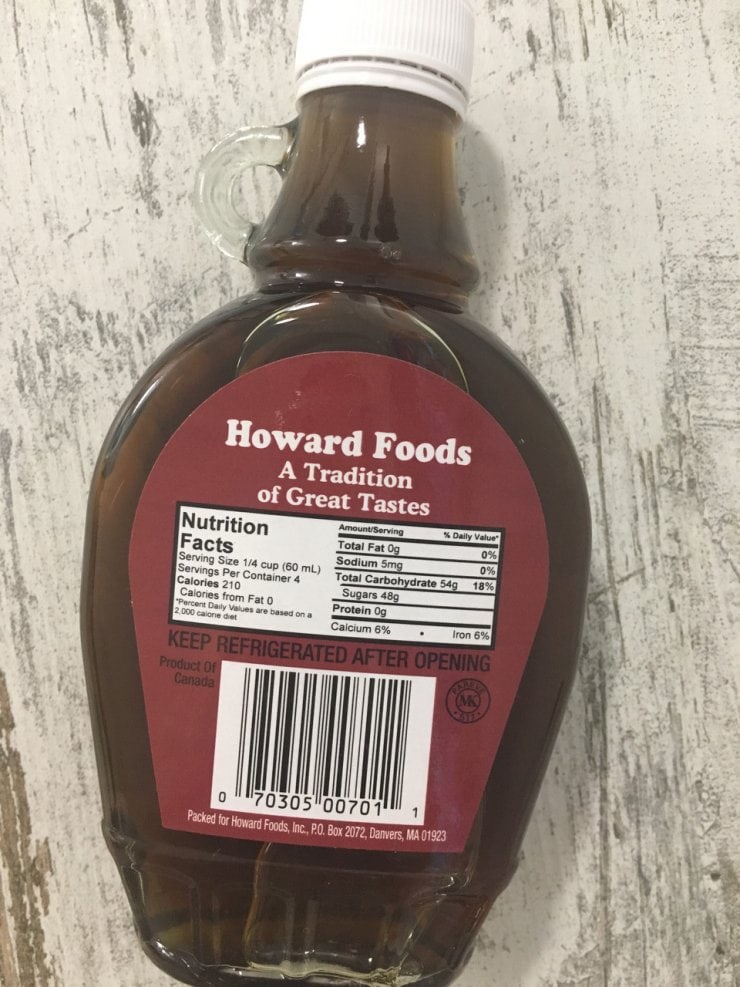 Howard Foods
A Tradition
of Great Tastes
Nutrition
Facts
Serving Size 1/4 cup (60 mL)
Servings Per Container 4
Calories 210
Calories from Fat 0
*Percent Daily Values are based on a
2,000 calorie diet
Amount/Serving % Daily Value*
Total Fat 0g 0%
Sodium 5mg 0%
Total Carbohydrate 54g 18%
Sugars 48g
Protein 0g
Calcium 6% • Iron 6%
KEEP REFRIGERATED AFTER OPENING
Product Of
Canada
PAREVE
MK
0 70305 00701 1
Packed for Howard Foods, Inc., P.O. Box 2072, Danvers, MA 01923